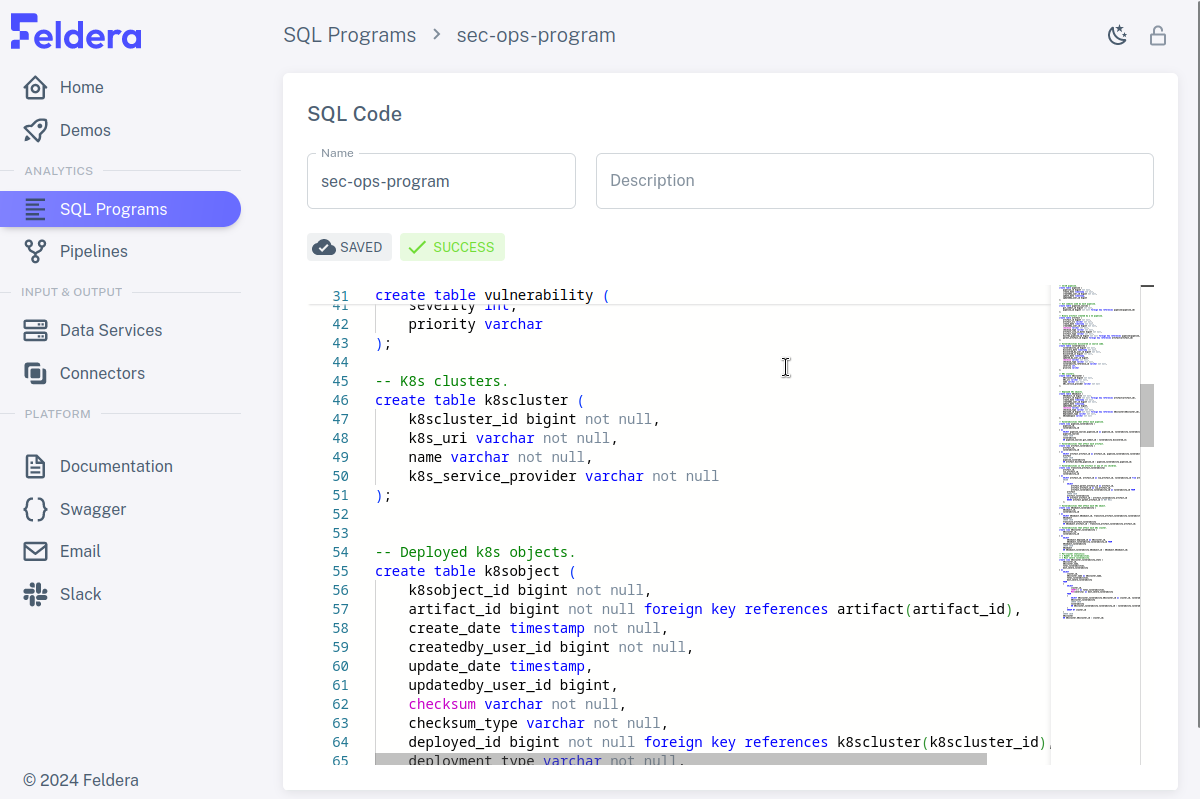 Feldera
SQL Programs > sec-ops-program
Home
Demos
ANALYTICS
SQL Programs
Pipelines
INPUT & OUTPUT
Data Services
Connectors
PLATFORM
Documentation
Swagger
Email
Slack
© 2024 Feldera
SQL Code
Name
sec-ops-program
Description
SAVED
SUCCESS
31 create table vulnerability (
41 severity int,
42 priority varchar
43 );
44
45 -- K8s clusters.
46 create table k8scluster (
47 k8scluster_id bigint not null,
48 k8s_uri varchar not null,
49 name varchar not null,
50 k8s_service_provider varchar not null
51 );
52
53
54 -- Deployed k8s objects.
55 create table k8sobject (
56 k8sobject_id bigint not null,
57 artifact_id bigint not null foreign key references artifact(artifact_id),
58 create_date timestamp not null,
59 createdby_user_id bigint not null,
60 update_date timestamp,
61 updatedby_user_id bigint,
62 checksum varchar not null,
63 checksum_type varchar not null,
64 deployed_id bigint not null foreign key references k8scluster(k8scluster_id)
65 deployment_type varchar not null,